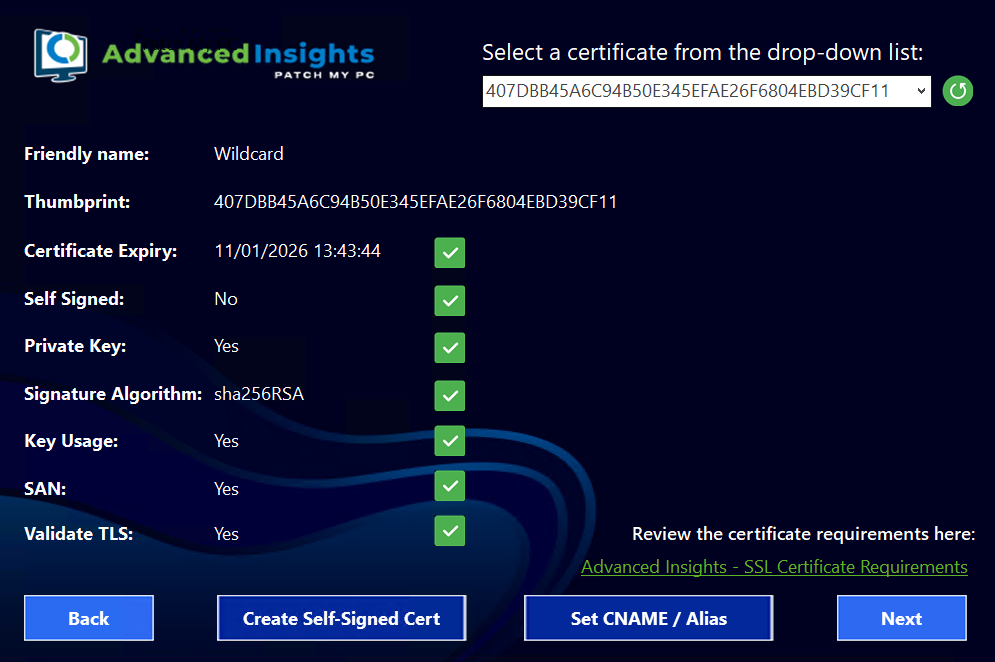 Advanced Insights
PATCH MY PC
Select a certificate from the drop-down list:
407DBB45A6C94B50E345EFAE26F6804EBD39CF11
Friendly name: Wildcard
Thumbprint: 407DBB45A6C94B50E345EFAE26F6804EBD39CF11
Certificate Expiry: 11/01/2026 13:43:44
Self Signed: No
Private Key: Yes
Signature Algorithm: sha256RSA
Key Usage: Yes
SAN: Yes
Validate TLS: Yes
Review the certificate requirements here:
Advanced Insights - SSL Certificate Requirements
Back
Create Self-Signed Cert
Set CNAME / Alias
Next